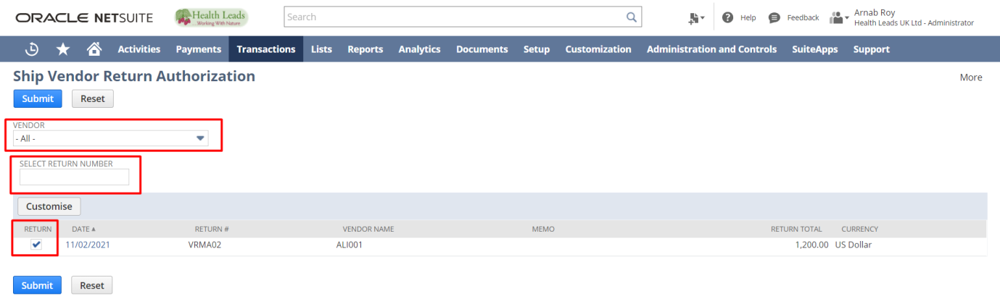 ORACLE NETSUITE
Health Leads
...Working With Nature
Search
Help
Feedback
Arnab Roy
Health Leads UK Ltd - Administrator
Activities Payments Transactions Lists Reports Analytics Documents Setup Customization Administration and Controls SuiteApps Support
Ship Vendor Return Authorization
More
Submit Reset
VENDOR
- All -
SELECT RETURN NUMBER
Customise
RETURN DATE RETURN # VENDOR NAME MEMO RETURN TOTAL CURRENCY
11/02/2021 VRMA02 ALI001 1,200.00 US Dollar
Submit Reset